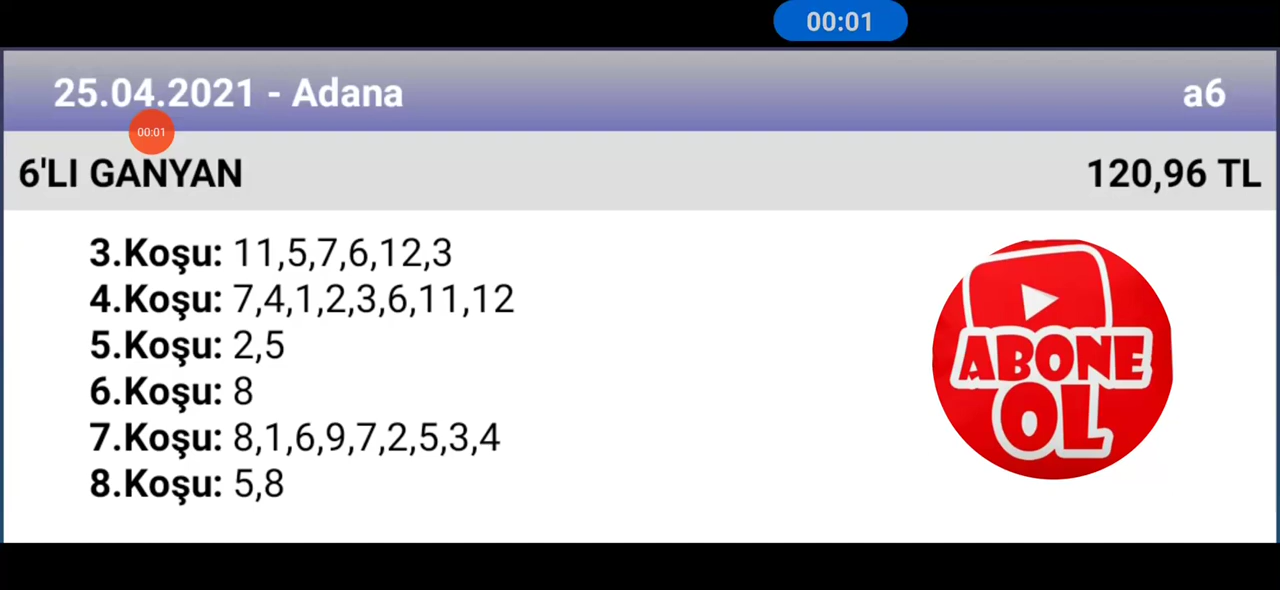 00:01
25.04.2021 - Adana a6
00:01
6'LI GANYAN 120,96 TL
3.Koşu: 11,5,7,6,12,3
4.Koşu: 7,4,1,2,3,6,11,12
5.Koşu: 2,5
6.Koşu: 8
7.Koşu: 8,1,6,9,7,2,5,3,4
8.Koşu: 5,8
ABONE
OL